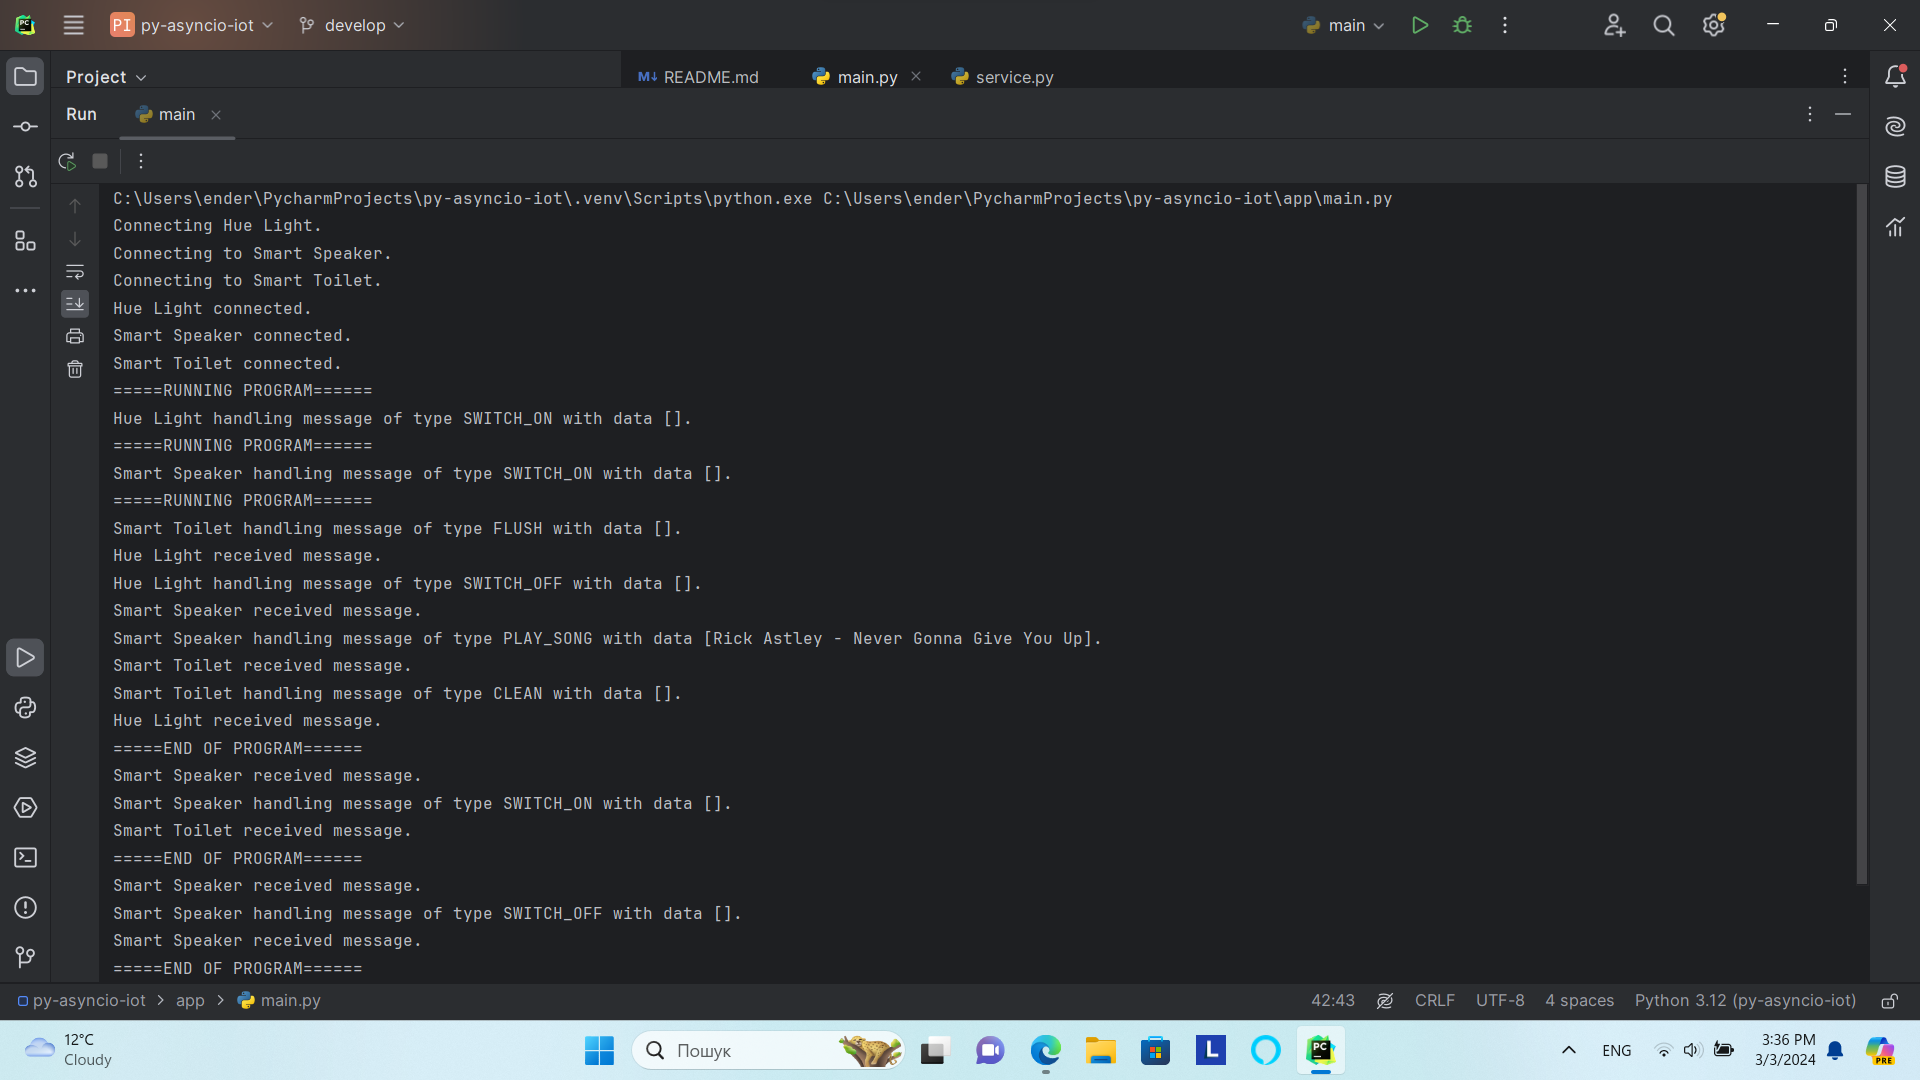 PI py-asyncio-iot develop main
Project M↓ README.md main.py service.py
Run main
C:\Users\ender\PycharmProjects\py-asyncio-iot\.venv\Scripts\python.exe C:\Users\ender\PycharmProjects\py-asyncio-iot\app\main.py
Connecting Hue Light.
Connecting to Smart Speaker.
Connecting to Smart Toilet.
Hue Light connected.
Smart Speaker connected.
Smart Toilet connected.
=====RUNNING PROGRAM======
Hue Light handling message of type SWITCH_ON with data [].
=====RUNNING PROGRAM======
Smart Speaker handling message of type SWITCH_ON with data [].
=====RUNNING PROGRAM======
Smart Toilet handling message of type FLUSH with data [].
Hue Light received message.
Hue Light handling message of type SWITCH_OFF with data [].
Smart Speaker received message.
Smart Speaker handling message of type PLAY_SONG with data [Rick Astley - Never Gonna Give You Up].
Smart Toilet received message.
Smart Toilet handling message of type CLEAN with data [].
Hue Light received message.
=====END OF PROGRAM======
Smart Speaker received message.
Smart Speaker handling message of type SWITCH_ON with data [].
Smart Toilet received message.
=====END OF PROGRAM======
Smart Speaker received message.
Smart Speaker handling message of type SWITCH_OFF with data [].
Smart Speaker received message.
=====END OF PROGRAM======
py-asyncio-iot > app > main.py 42:43 CRLF UTF-8 4 spaces Python 3.12 (py-asyncio-iot)
12°C
Cloudy
Пошук
L
PC
ENG
3:36 PM
3/3/2024
PRE